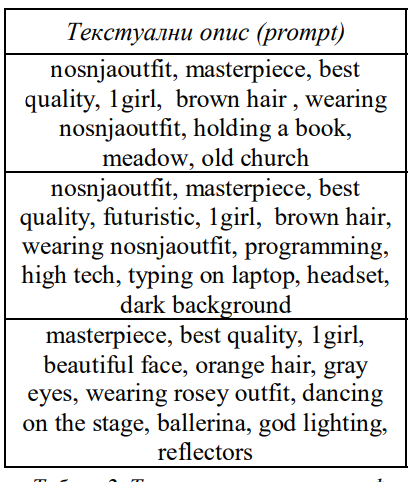 Текстуални опис (prompt)
nosnjaoutfit, masterpiece, best
quality, 1girl,  brown hair , wearing
nosnjaoutfit, holding a book,
meadow, old church
nosnjaoutfit, masterpiece, best
quality, futuristic, 1girl,  brown hair,
wearing nosnjaoutfit, programming,
high tech, typing on laptop, headset,
dark background
masterpiece, best quality, 1girl,
beautiful face, orange hair, gray
eyes, wearing rosey outfit, dancing
on the stage, ballerina, god lighting,
reflectors